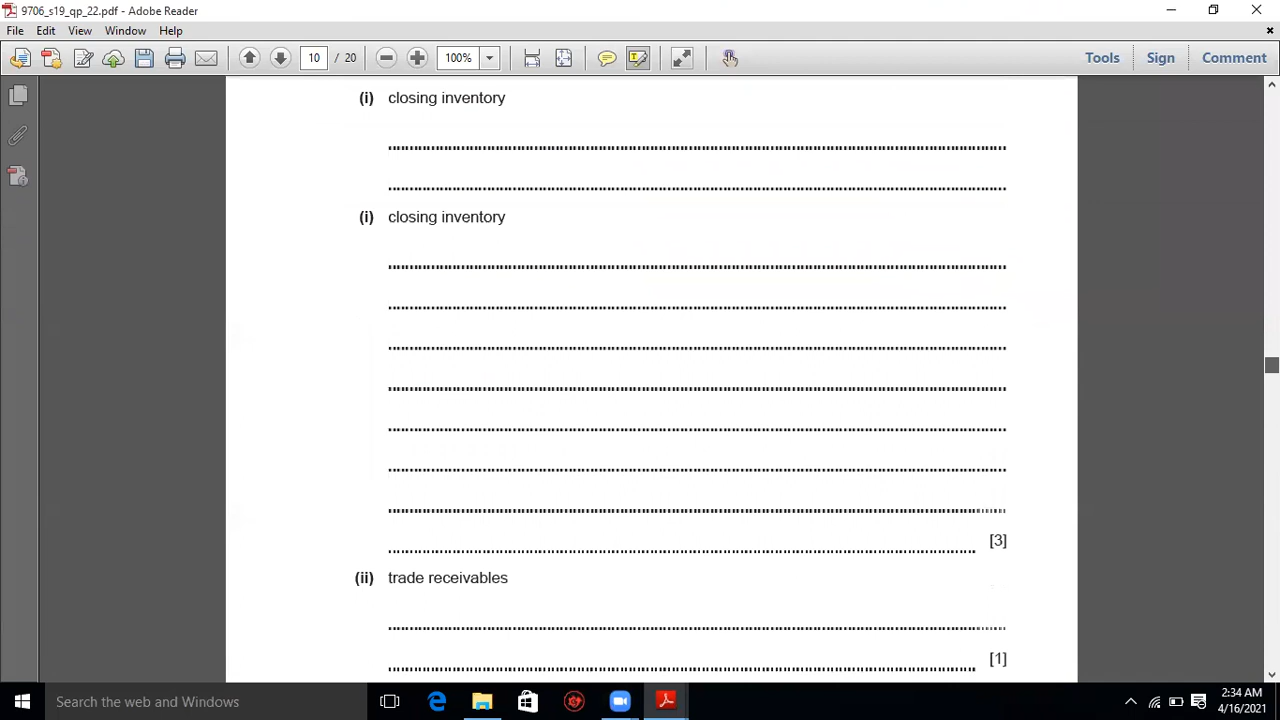 9706_s19_qp_22.pdf - Adobe Reader
File Edit View Window Help
10 / 20 100% Tools Sign Comment
(i) closing inventory
(i) closing inventory
[3]
(ii) trade receivables
[1]
Search the web and Windows
2:34 AM
4/16/2021